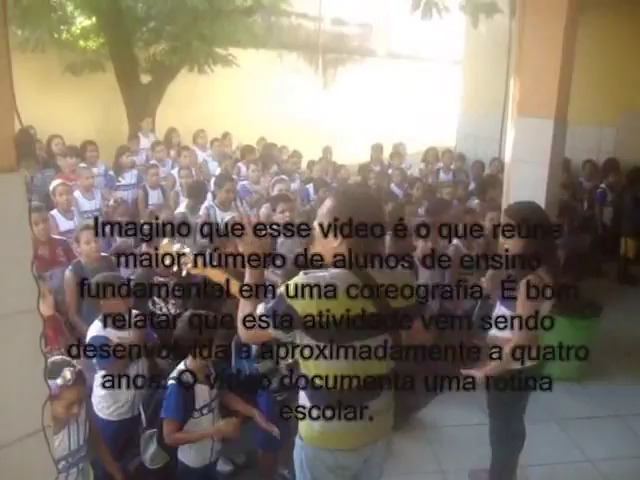 Imagino que esse vídeo é o que reúne
maior número de alunos de ensino
fundamental em uma coreografia. É bom
relatar que esta atividade vem sendo
desenvolvida a aproximadamente a quatro
anos. O vídeo documenta uma rotina
escolar.